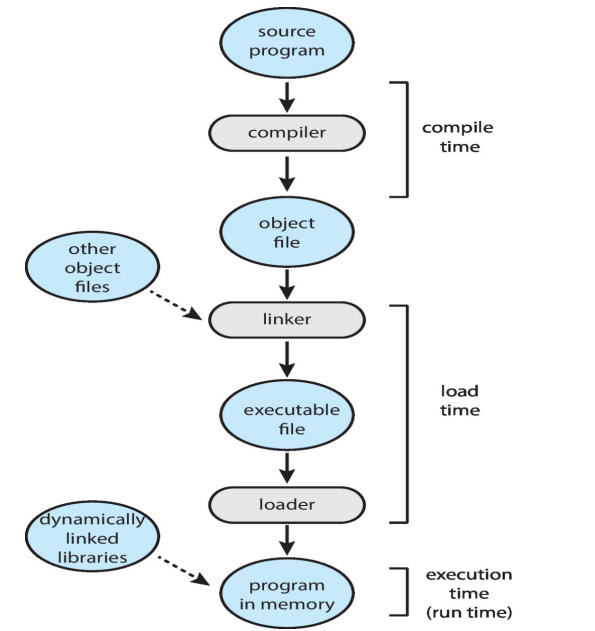 source
program
compiler
compile
time
object
file
other
object
files
linker
load
time
executable
file
loader
dynamically
linked
libraries
program
in memory
execution
time
(run time)